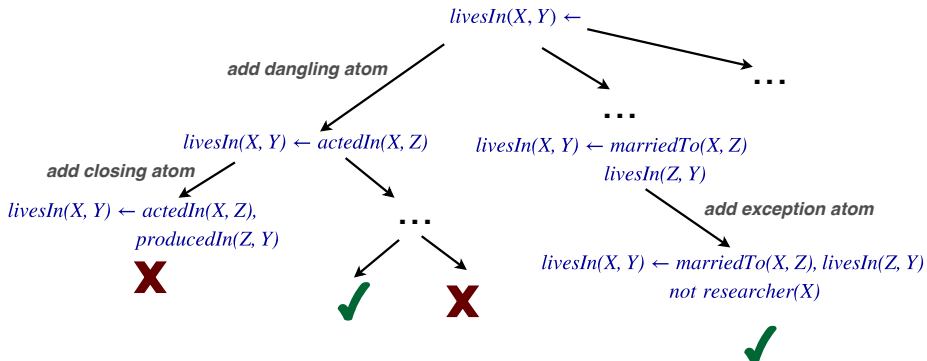 livesIn(X, Y) ←
add dangling atom
...
...
livesIn(X, Y) ← actedIn(X, Z)
livesIn(X, Y) ← marriedTo(X, Z)
livesIn(Z, Y)
add closing atom
livesIn(X, Y) ← actedIn(X, Z),
producedIn(Z, Y)
...
add exception atom
livesIn(X, Y) ← marriedTo(X, Z), livesIn(Z, Y)
not researcher(X)